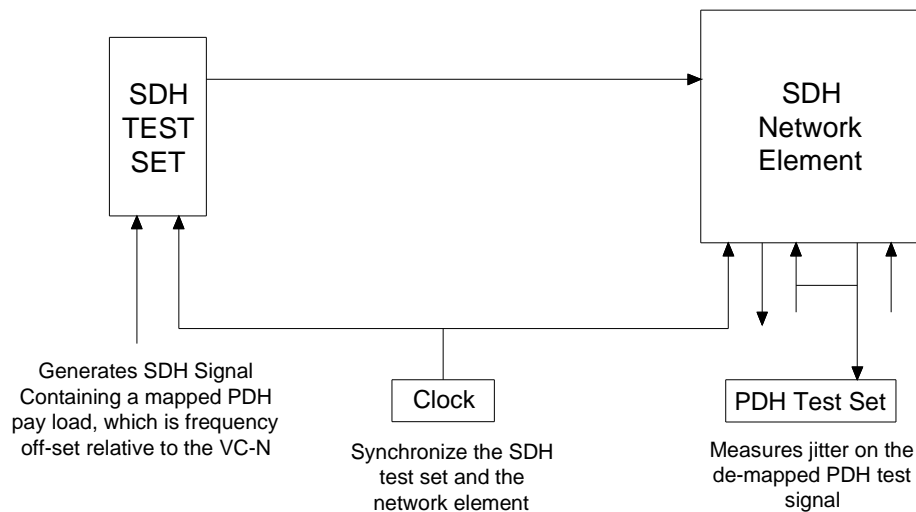 SDH
TEST
SET
SDH
Network
Element
Generates SDH Signal
Containing a mapped PDH
pay load, which is frequency
off-set relative to the VC-N
Clock
Synchronize the SDH
test set and the
network element
PDH Test Set
Measures jitter on the
de-mapped PDH test
signal